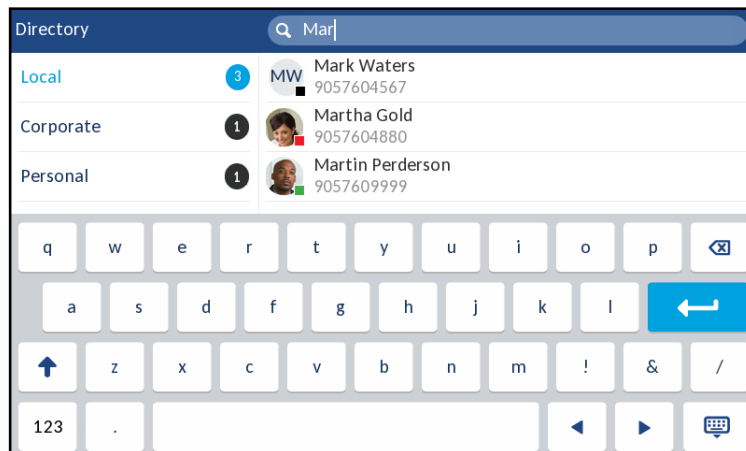 Directory
Mar
Local 3
MW Mark Waters
9057604567
Corporate 1
Martha Gold
9057604880
Personal 1
Martin Perderson
9057609999
q w e r t y u i o p
a s d f g h j k l
z x c v b n m ! & /
123 .